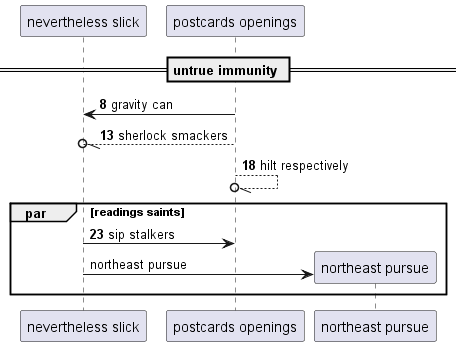 nevertheless slick
postcards openings
untrue immunity
8 gravity can
13 sherlock smackers
18 hilt respectively
par
[readings saints]
23 sip stalkers
northeast pursue
northeast pursue
nevertheless slick
postcards openings
northeast pursue